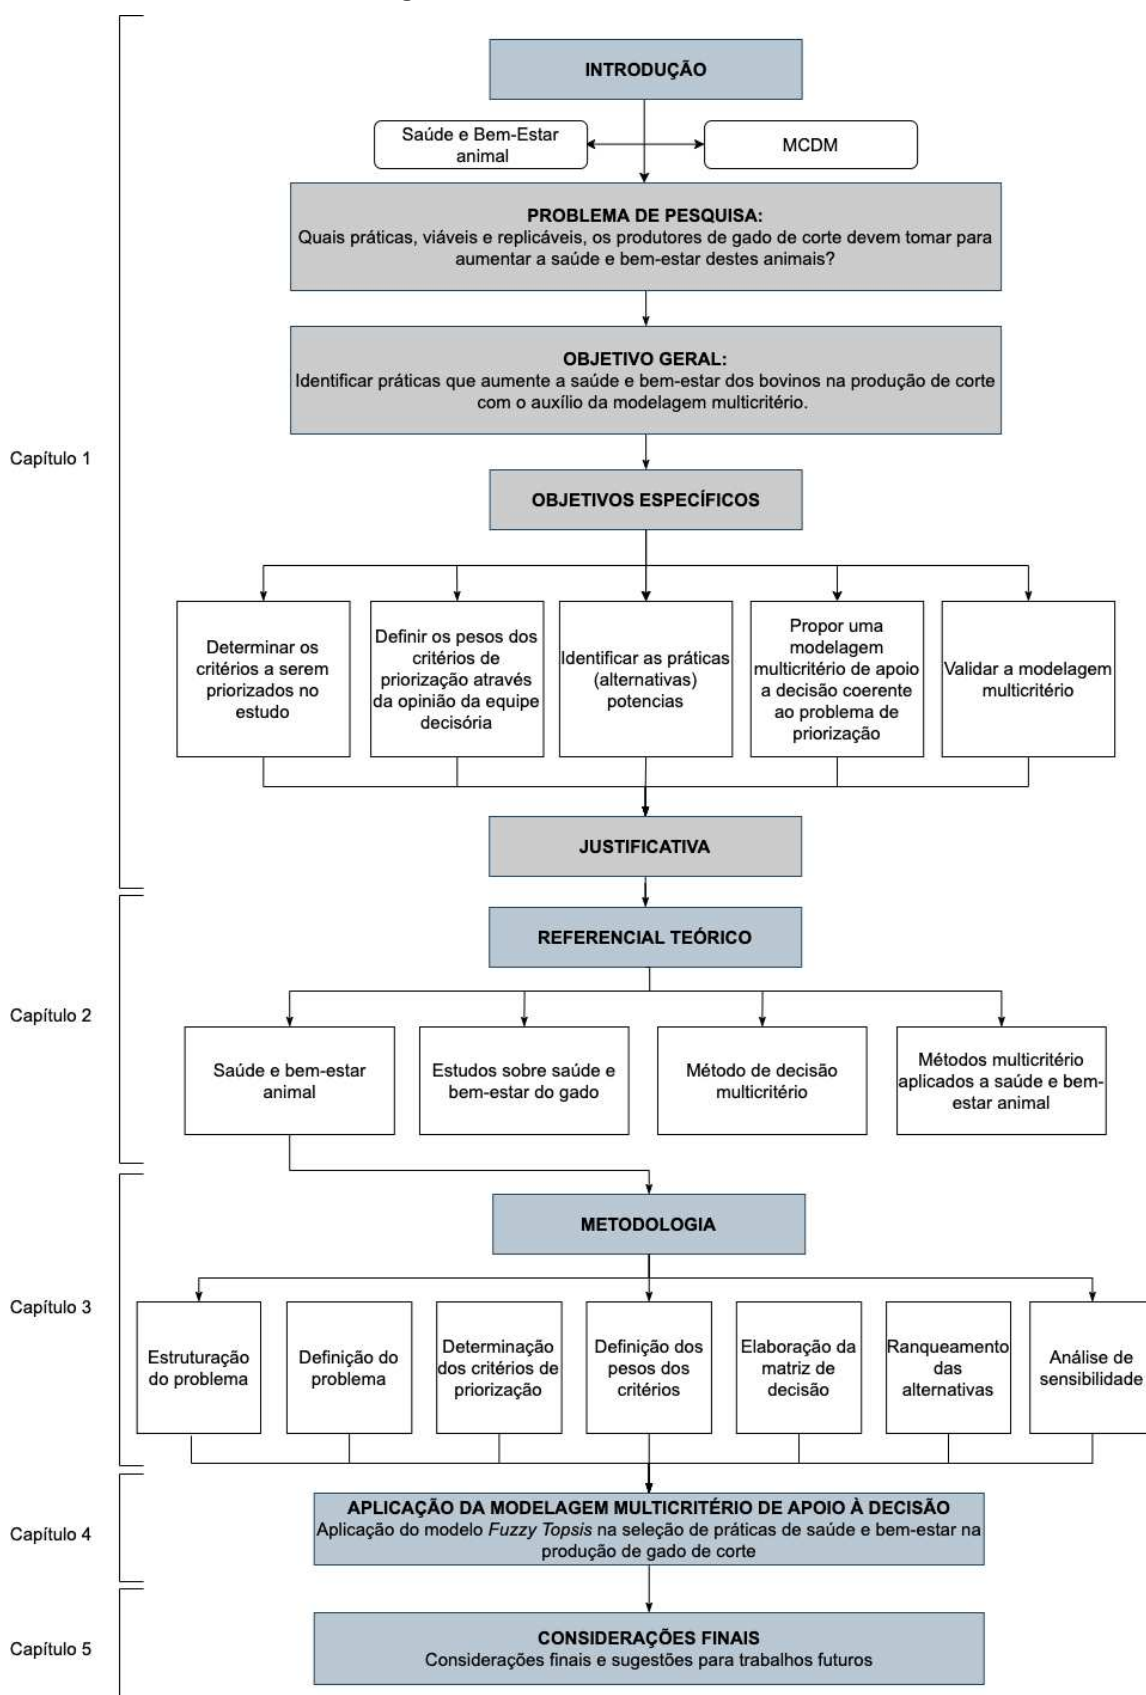 INTRODUÇÃO
Saúde e Bem-Estar
animal
MCDM
PROBLEMA DE PESQUISA:
Quais práticas, viáveis e replicáveis, os produtores de gado de corte devem tomar para
aumentar a saúde e bem-estar destes animais?
OBJETIVO GERAL:
Identificar práticas que aumente a saúde e bem-estar dos bovinos na produção de corte
com o auxílio da modelagem multicritério.
Capítulo 1
OBJETIVOS ESPECÍFICOS
Determinar os
critérios a serem
priorizados no
estudo
Definir os pesos dos
critérios de
priorização através
da opinião da equipe
decisória
Identificar as práticas
(alternativas)
potencias
Propor uma
modelagem
multicritério de apoio
a decisão coerente
ao problema de
priorização
Validar a modelagem
multicritério
JUSTIFICATIVA
REFERENCIAL TEÓRICO
Capítulo 2
Saúde e bem-estar
animal
Estudos sobre saúde e
bem-estar do gado
Método de decisão
multicritério
Métodos multicritério
aplicados a saúde e bem-
estar animal
METODOLOGIA
Capítulo 3
Estruturação
do problema
Definição do
problema
Determinação
dos critérios de
priorização
Definição dos
pesos dos
critérios
Elaboração da
matriz de
decisão
Ranqueamento
das
alternativas
Análise de
sensibilidade
APLICAÇÃO DA MODELAGEM MULTICRITÉRIO DE APOIO À DECISÃO
Capítulo 4
Aplicação do modelo Fuzzy Topsis na seleção de práticas de saúde e bem-estar na
produção de gado de corte
CONSIDERAÇÕES FINAIS
Capítulo 5
Considerações finais e sugestões para trabalhos futuros